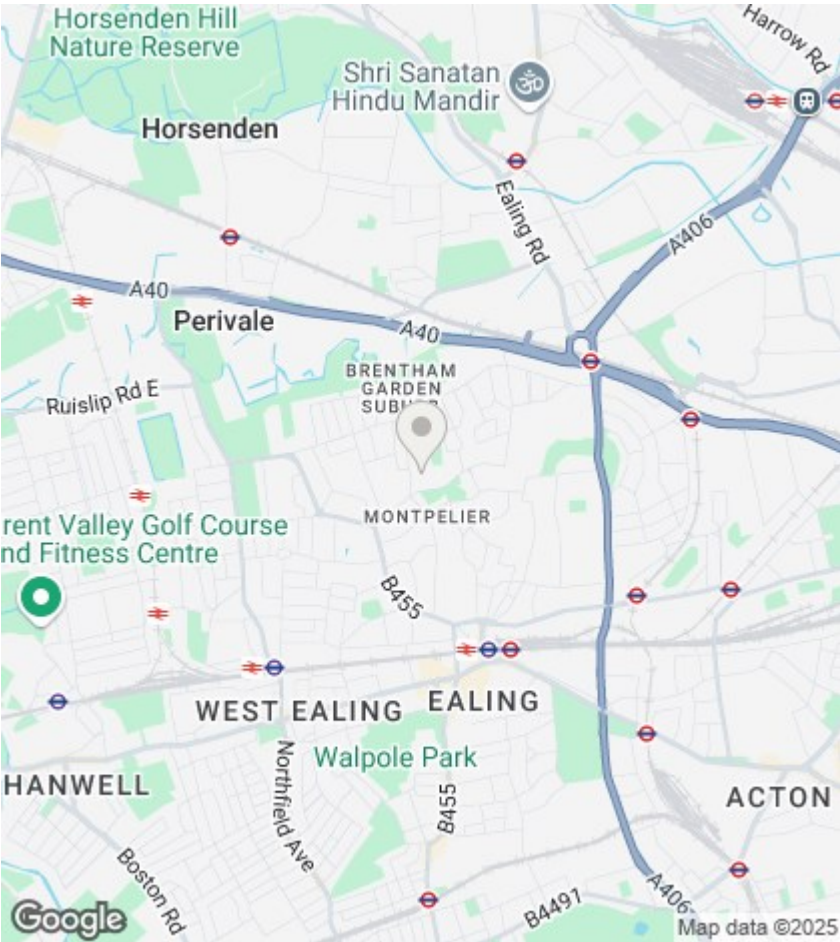 Horsenden Hill
Nature Reserve
Harrow Rd
Shri Sanatan
Hindu Mandir
Horsenden
Ealing Rd
A406
A40
Perivale
A40
BRENTHAM
GARDEN
Ruislip Rd E
MONTPELIER
rent Valley Golf Course
nd Fitness Centre
B455
WEST EALING
EALING
Walpole Park
HANWELL
Northfield Ave
B455
ACTON
Boston Rd
B4491
A406
Google
Map data ©2025